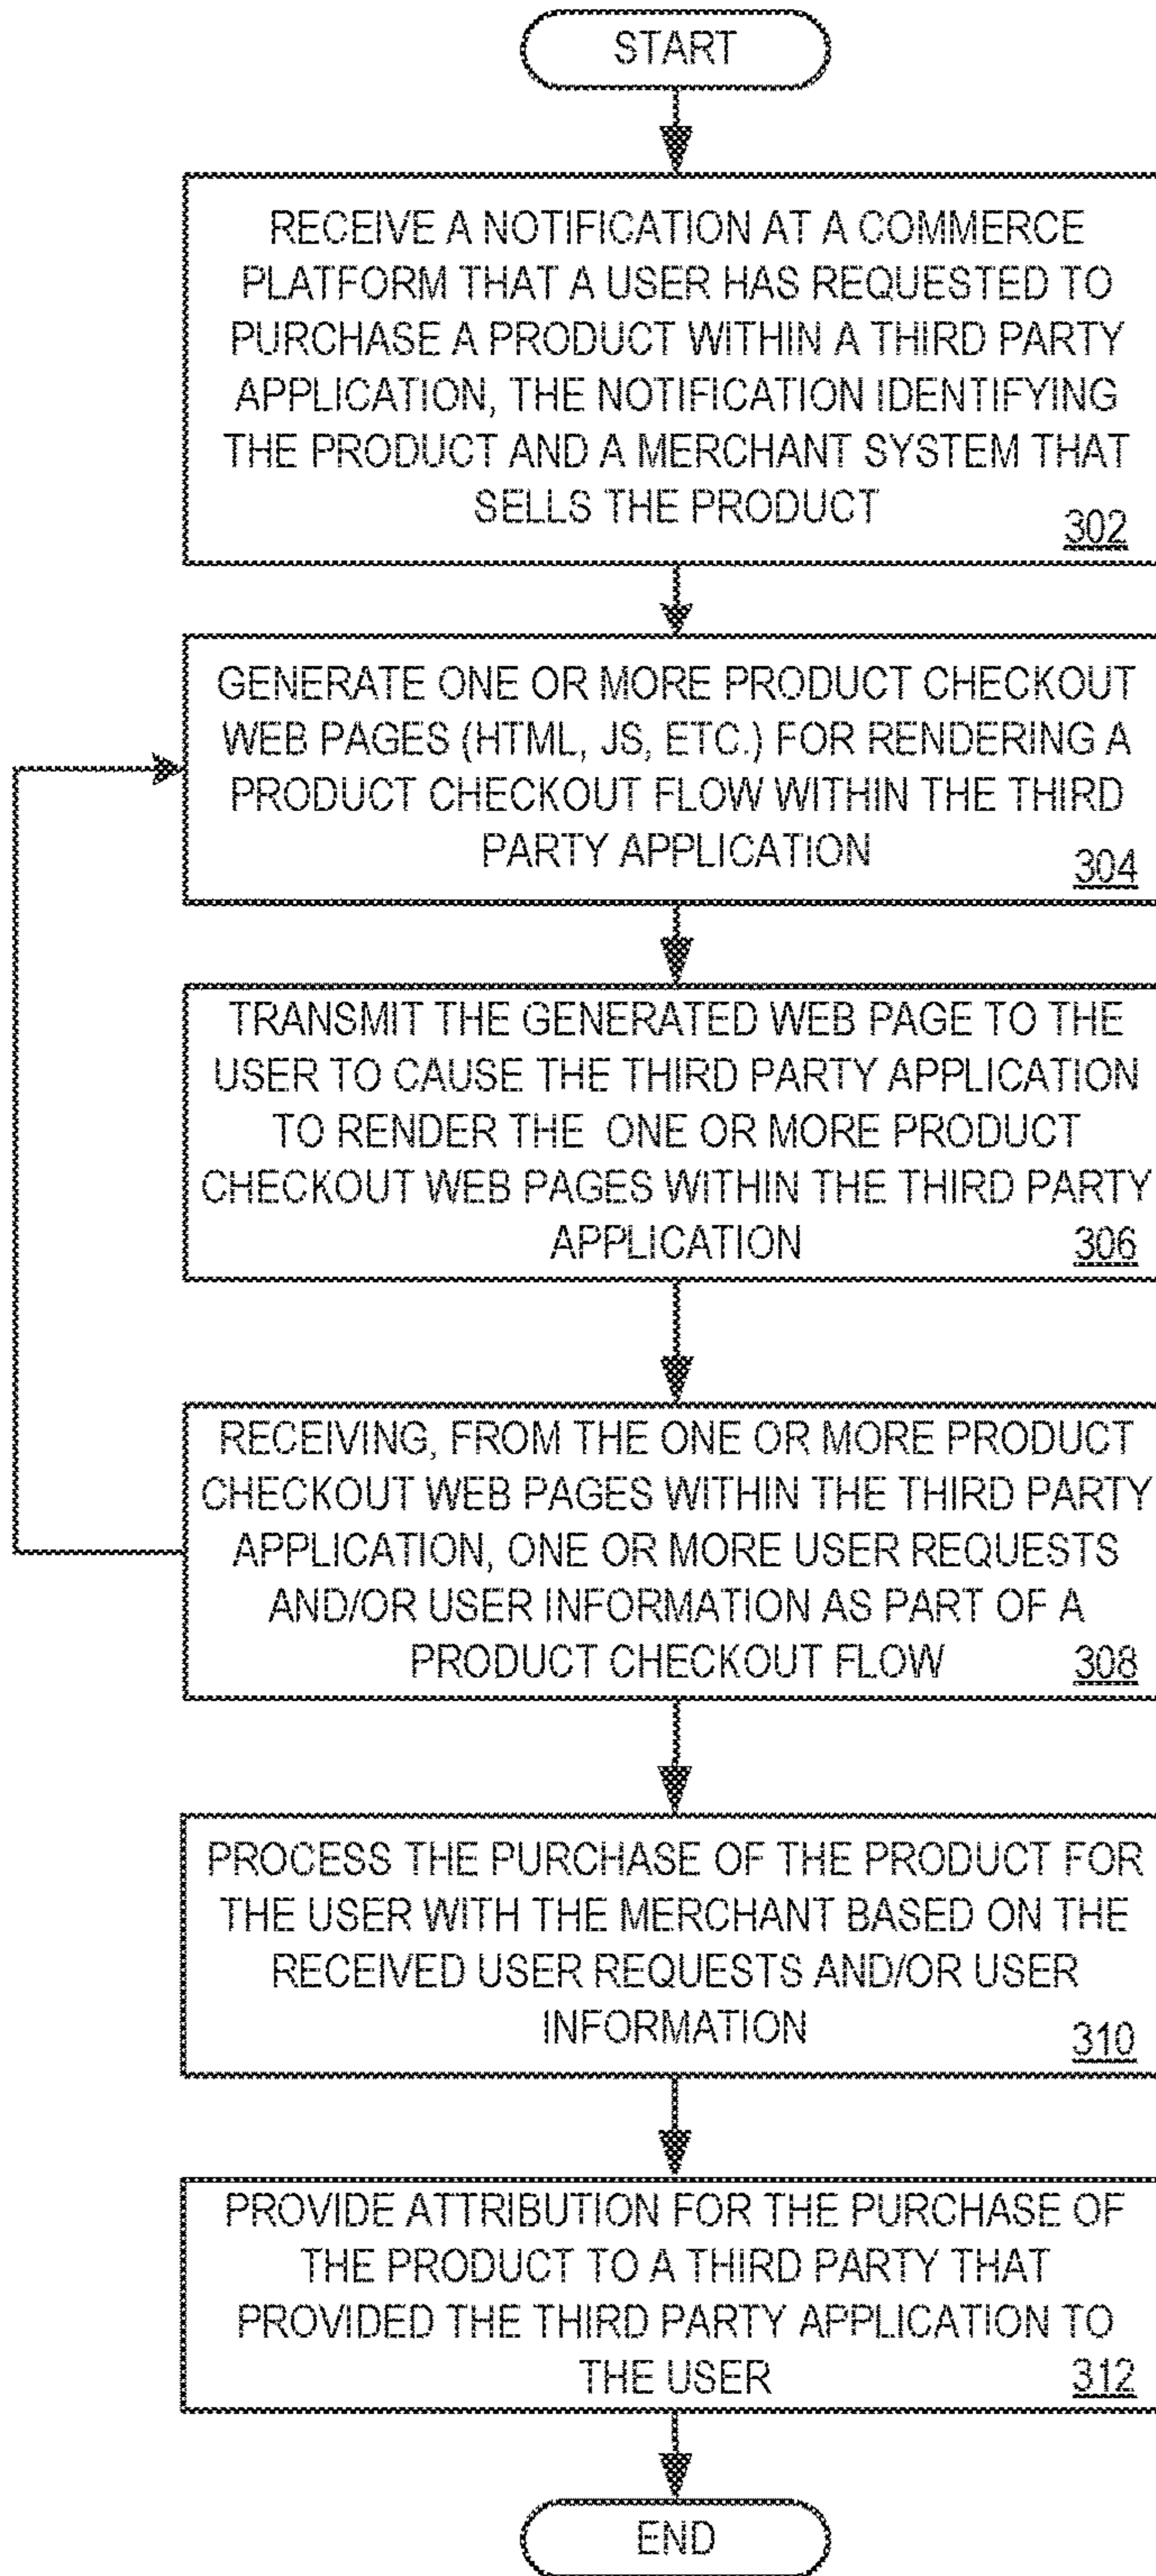 START
RECEIVE A NOTIFICATION AT A COMMERCE
PLATFORM THAT A USER HAS REQUESTED TO
PURCHASE A PRODUCT WITHIN A THIRD PARTY
APPLICATION, THE NOTIFICATION IDENTIFYING
THE PRODUCT AND A MERCHANT SYSTEM THAT
SELLS THE PRODUCT
302
GENERATE ONE OR MORE PRODUCT CHECKOUT
WEB PAGES (HTML, JS, ETC.) FOR RENDERING A
PRODUCT CHECKOUT FLOW WITHIN THE THIRD
PARTY APPLICATION
304
TRANSMIT THE GENERATED WEB PAGE TO THE
USER TO CAUSE THE THIRD PARTY APPLICATION
TO RENDER THE ONE OR MORE PRODUCT
CHECKOUT WEB PAGES WITHIN THE THIRD PARTY
APPLICATION
306
RECEIVING, FROM THE ONE OR MORE PRODUCT
CHECKOUT WEB PAGES WITHIN THE THIRD PARTY
APPLICATION, ONE OR MORE USER REQUESTS
AND/OR USER INFORMATION AS PART OF A
PRODUCT CHECKOUT FLOW
308
PROCESS THE PURCHASE OF THE PRODUCT FOR
THE USER WITH THE MERCHANT BASED ON THE
RECEIVED USER REQUESTS AND/OR USER
INFORMATION
310
PROVIDE ATTRIBUTION FOR THE PURCHASE OF
THE PRODUCT TO A THIRD PARTY THAT
PROVIDED THE THIRD PARTY APPLICATION TO
THE USER
312
END